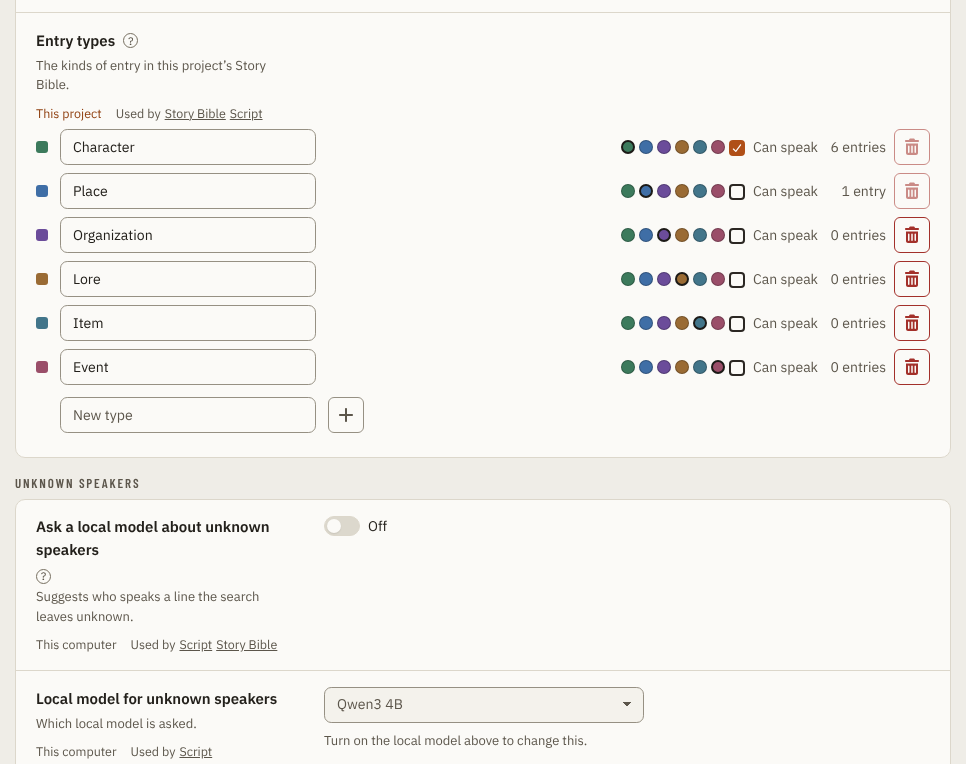 Entry types ?
The kinds of entry in this project’s Story
Bible.
This project Used by Story Bible Script
Character Can speak 6 entries
Place Can speak 1 entry
Organization Can speak 0 entries
Lore Can speak 0 entries
Item Can speak 0 entries
Event Can speak 0 entries
New type
UNKNOWN SPEAKERS
Ask a local model about unknown Off
speakers
?
Suggests who speaks a line the search
leaves unknown.
This computer Used by Script Story Bible
Local model for unknown speakers Qwen3 4B
Which local model is asked.
Turn on the local model above to change this.
This computer Used by Script